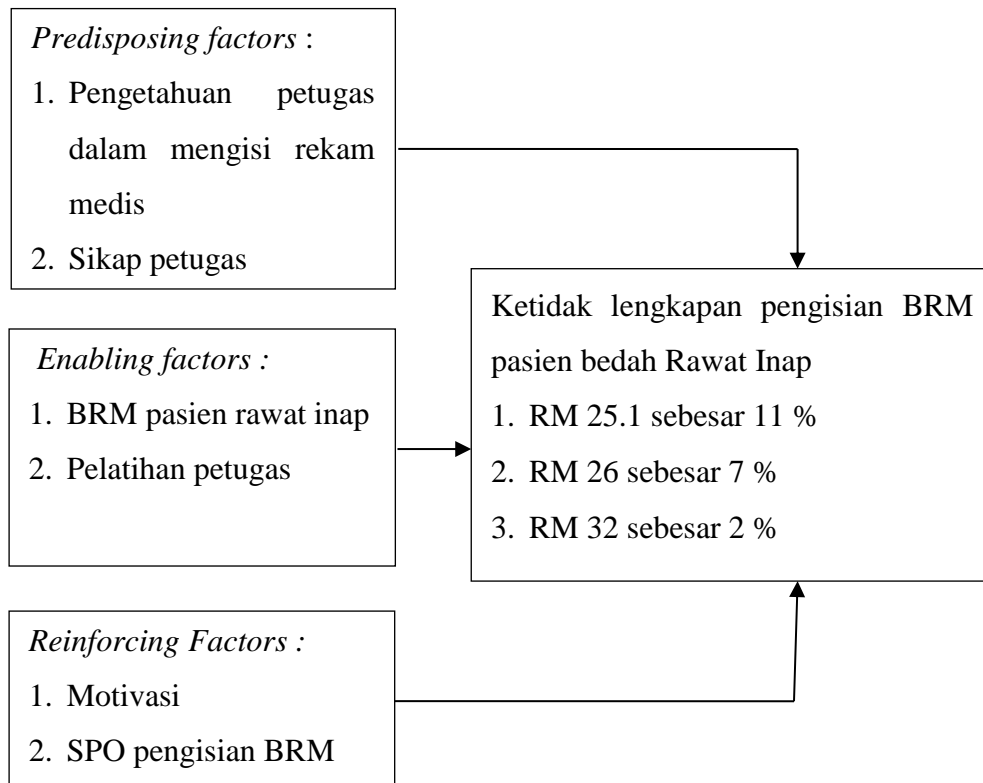 Predisposing factors :
1. Pengetahuan petugas
dalam mengisi rekam
medis
2. Sikap petugas
Enabling factors :
1. BRM pasien rawat inap
2. Pelatihan petugas
Reinforcing Factors :
1. Motivasi
2. SPO pengisian BRM
Ketidak lengkapan pengisian BRM
pasien bedah Rawat Inap
1. RM 25.1 sebesar 11 %
2. RM 26 sebesar 7 %
3. RM 32 sebesar 2 %